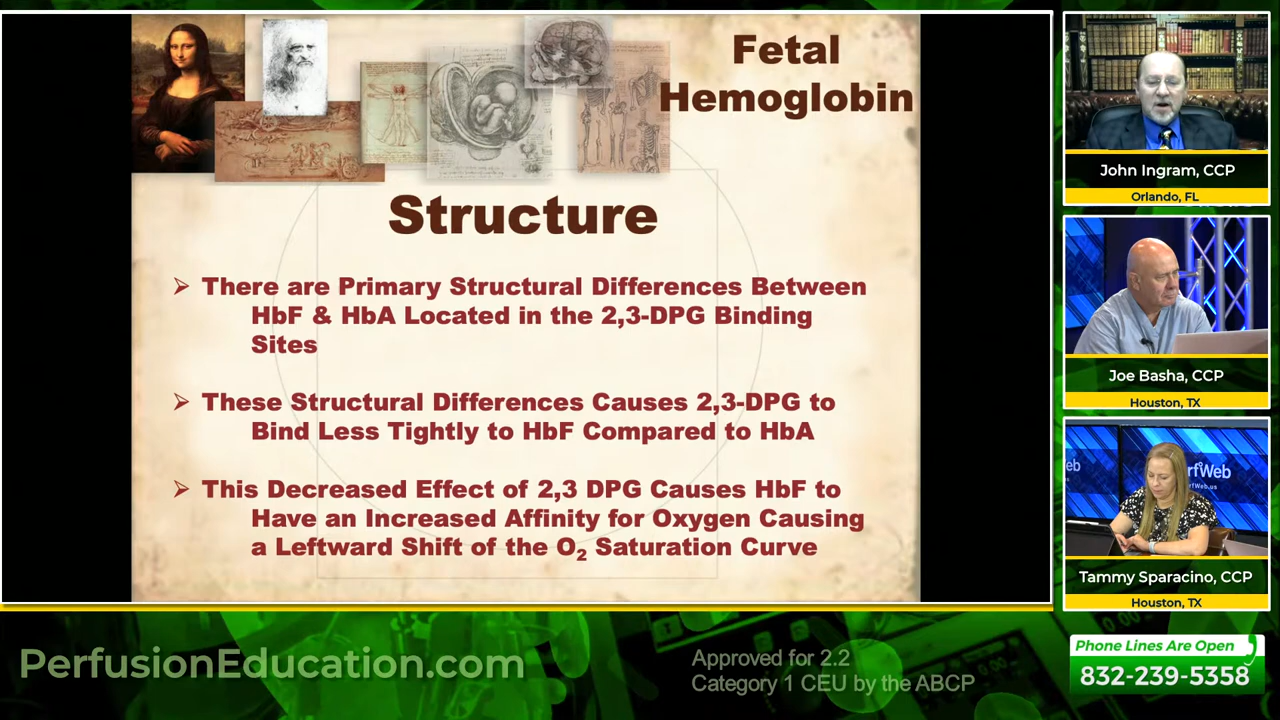 Fetal
Hemoglobin
Structure
➢ There are Primary Structural Differences Between
HbF & HbA Located in the 2,3-DPG Binding
Sites
➢ These Structural Differences Causes 2,3-DPG to
Bind Less Tightly to HbF Compared to HbA
➢ This Decreased Effect of 2,3 DPG Causes HbF to
Have an Increased Affinity for Oxygen Causing
a Leftward Shift of the O₂ Saturation Curve
John Ingram, CCP
Orlando, FL
Joe Basha, CCP
Houston, TX
eb
rfWeb
rfWeb.us
Tammy Sparacino, CCP
Houston, TX
PerfusionEducation.com
Approved for 2.2
Category 1 CEU by the ABCP
Phone Lines Are Open
832-239-5358